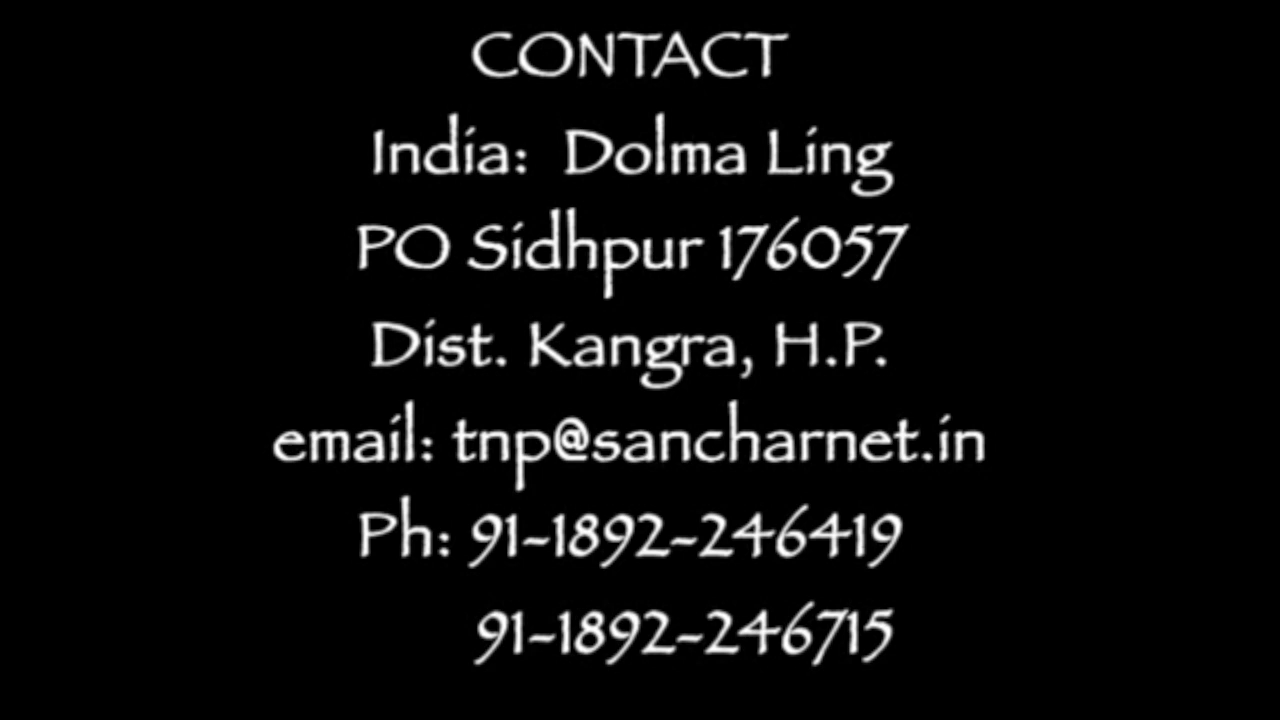 CONTACT
India: Dolma Ling
PO Sidhpur 176057
Dist. Kangra, H.P.
email: tnp@sancharnet.in
Ph: 91-1892-246419
91-1892-246715